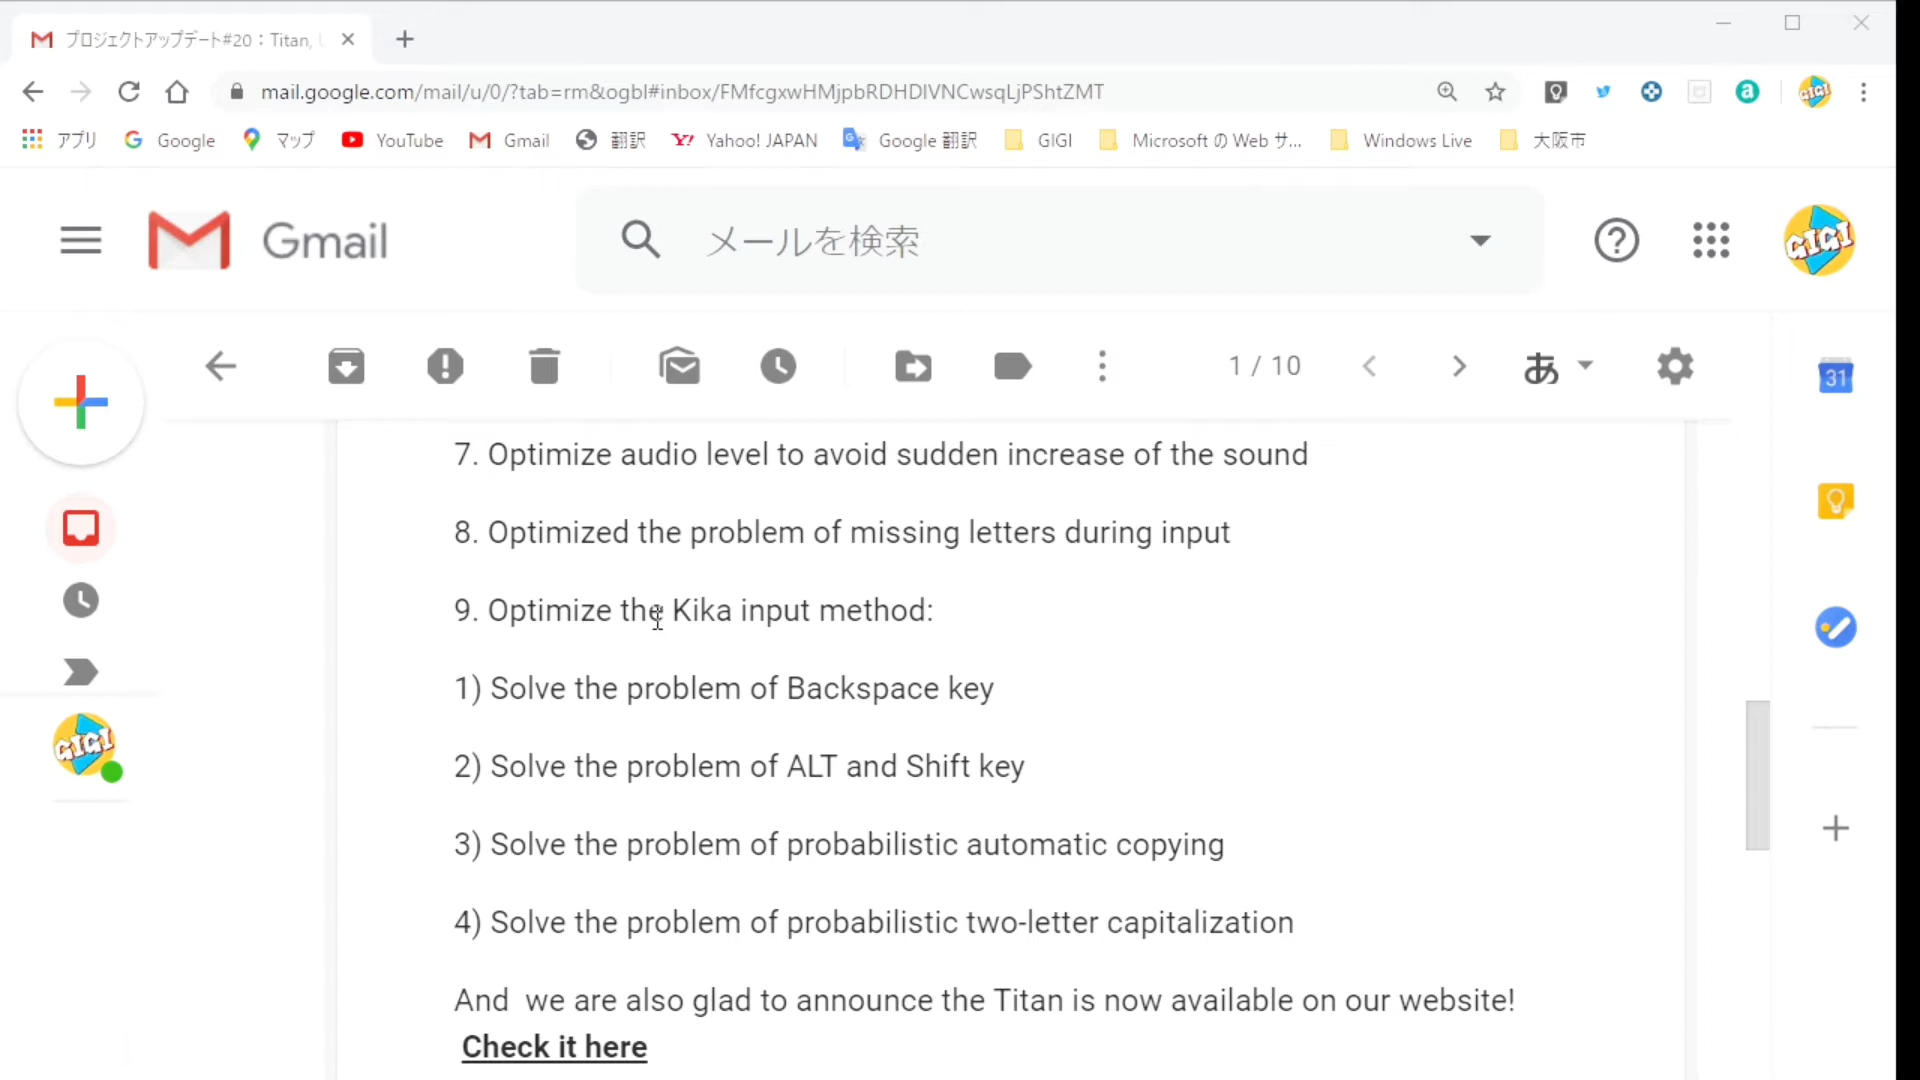 プロジェクトアップデート#20：Titan,
mail.google.com/mail/u/0/?tab=rm&ogbl#inbox/FMfcgxwHMjpbRDHDlVNCwsqLjPShtZMT
アプリ Google マップ YouTube Gmail 翻訳 Yahoo! JAPAN Google 翻訳 GIGI Microsoft の Web サ... Windows Live 大阪市
Gmail
メールを検索
GIGI
1 / 10
あ
31
7. Optimize audio level to avoid sudden increase of the sound
8. Optimized the problem of missing letters during input
9. Optimize the Kika input method:
1) Solve the problem of Backspace key
GIGI
2) Solve the problem of ALT and Shift key
3) Solve the problem of probabilistic automatic copying
4) Solve the problem of probabilistic two-letter capitalization
And we are also glad to announce the Titan is now available on our website!
Check it here